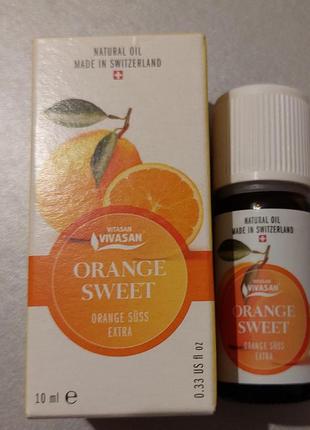 NATURAL OIL
MADE IN SWITZERLAND
VITASAN
VIVASAN
ORANGE
SWEET
ORANGE SÜSS
EXTRA
10 ml e
0.33 US fl oz
NATURAL OIL
MADE IN SWITZERLAND
VITASAN
VIVASAN
ORANGE
SWEET
ORANGE SÜSS
EXTRA